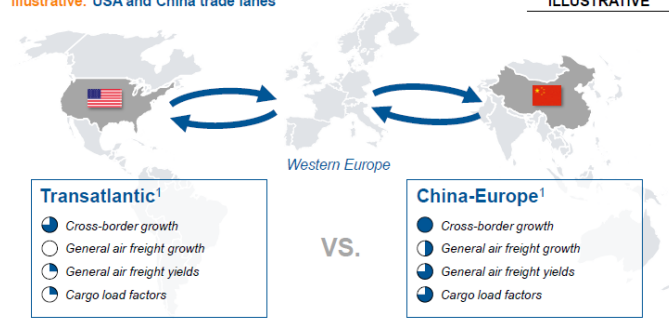 Illustrative: USA and China trade lanes
ILLUSTRATIVE
Western Europe
Transatlantic¹
Cross-border growth
General air freight growth
General air freight yields
Cargo load factors
VS.
China-Europe¹
Cross-border growth
General air freight growth
General air freight yields
Cargo load factors